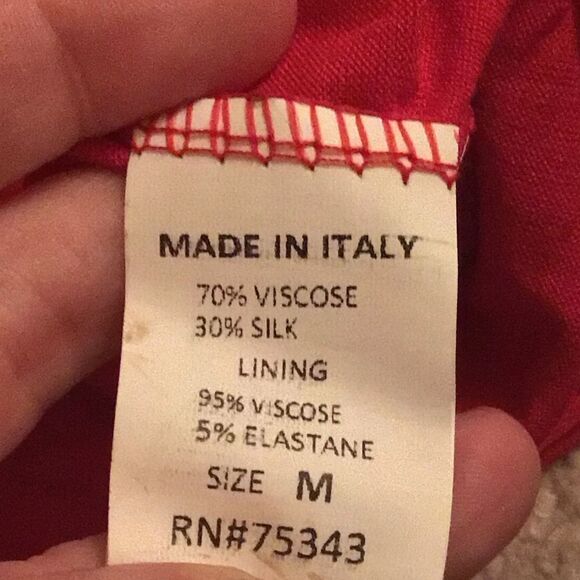 MADE IN ITALY
70% VISCOSE
30% SILK
LINING
95% VISCOSE
5% ELASTANE
SIZE M
RN#75343